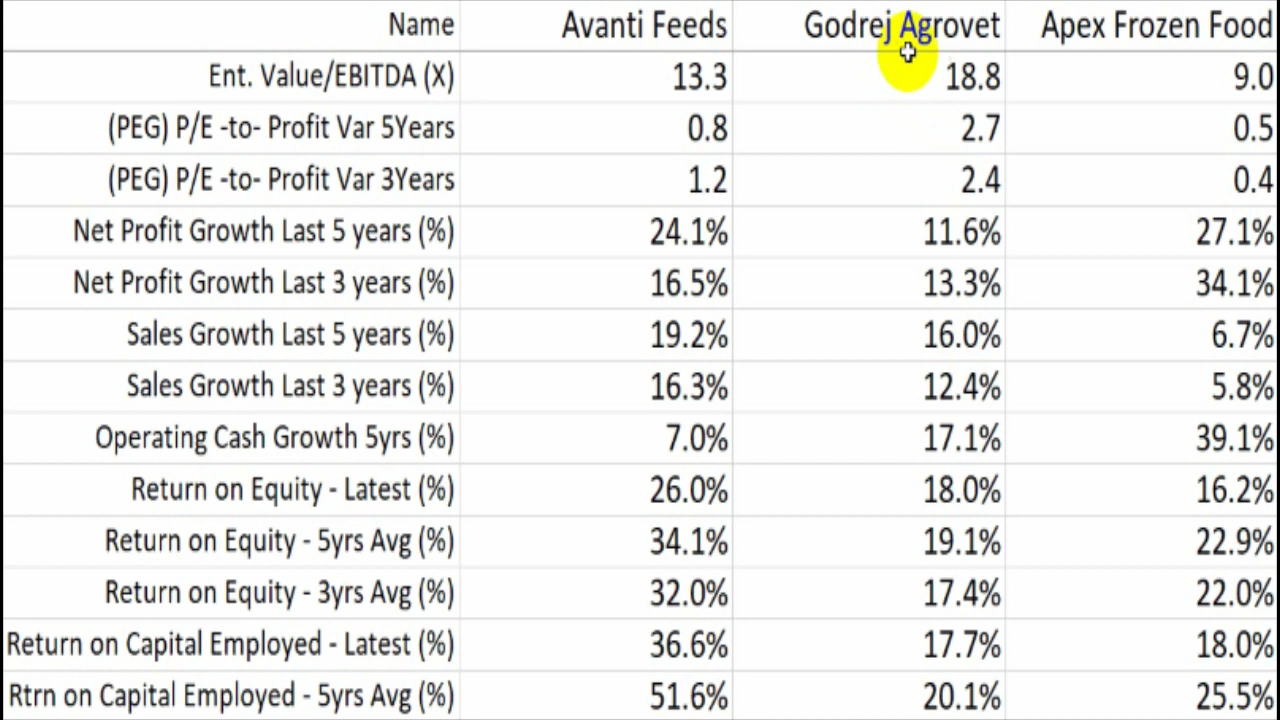 Name Avanti Feeds Godrej Agrovet Apex Frozen Food
Ent. Value/EBITDA (X) 13.3 18.8 9.0
(PEG) P/E -to- Profit Var 5Years 0.8 2.7 0.5
(PEG) P/E -to- Profit Var 3Years 1.2 2.4 0.4
Net Profit Growth Last 5 years (%) 24.1% 11.6% 27.1%
Net Profit Growth Last 3 years (%) 16.5% 13.3% 34.1%
Sales Growth Last 5 years (%) 19.2% 16.0% 6.7%
Sales Growth Last 3 years (%) 16.3% 12.4% 5.8%
Operating Cash Growth 5yrs (%) 7.0% 17.1% 39.1%
Return on Equity - Latest (%) 26.0% 18.0% 16.2%
Return on Equity - 5yrs Avg (%) 34.1% 19.1% 22.9%
Return on Equity - 3yrs Avg (%) 32.0% 17.4% 22.0%
Return on Capital Employed - Latest (%) 36.6% 17.7% 18.0%
Rtrn on Capital Employed - 5yrs Avg (%) 51.6% 20.1% 25.5%